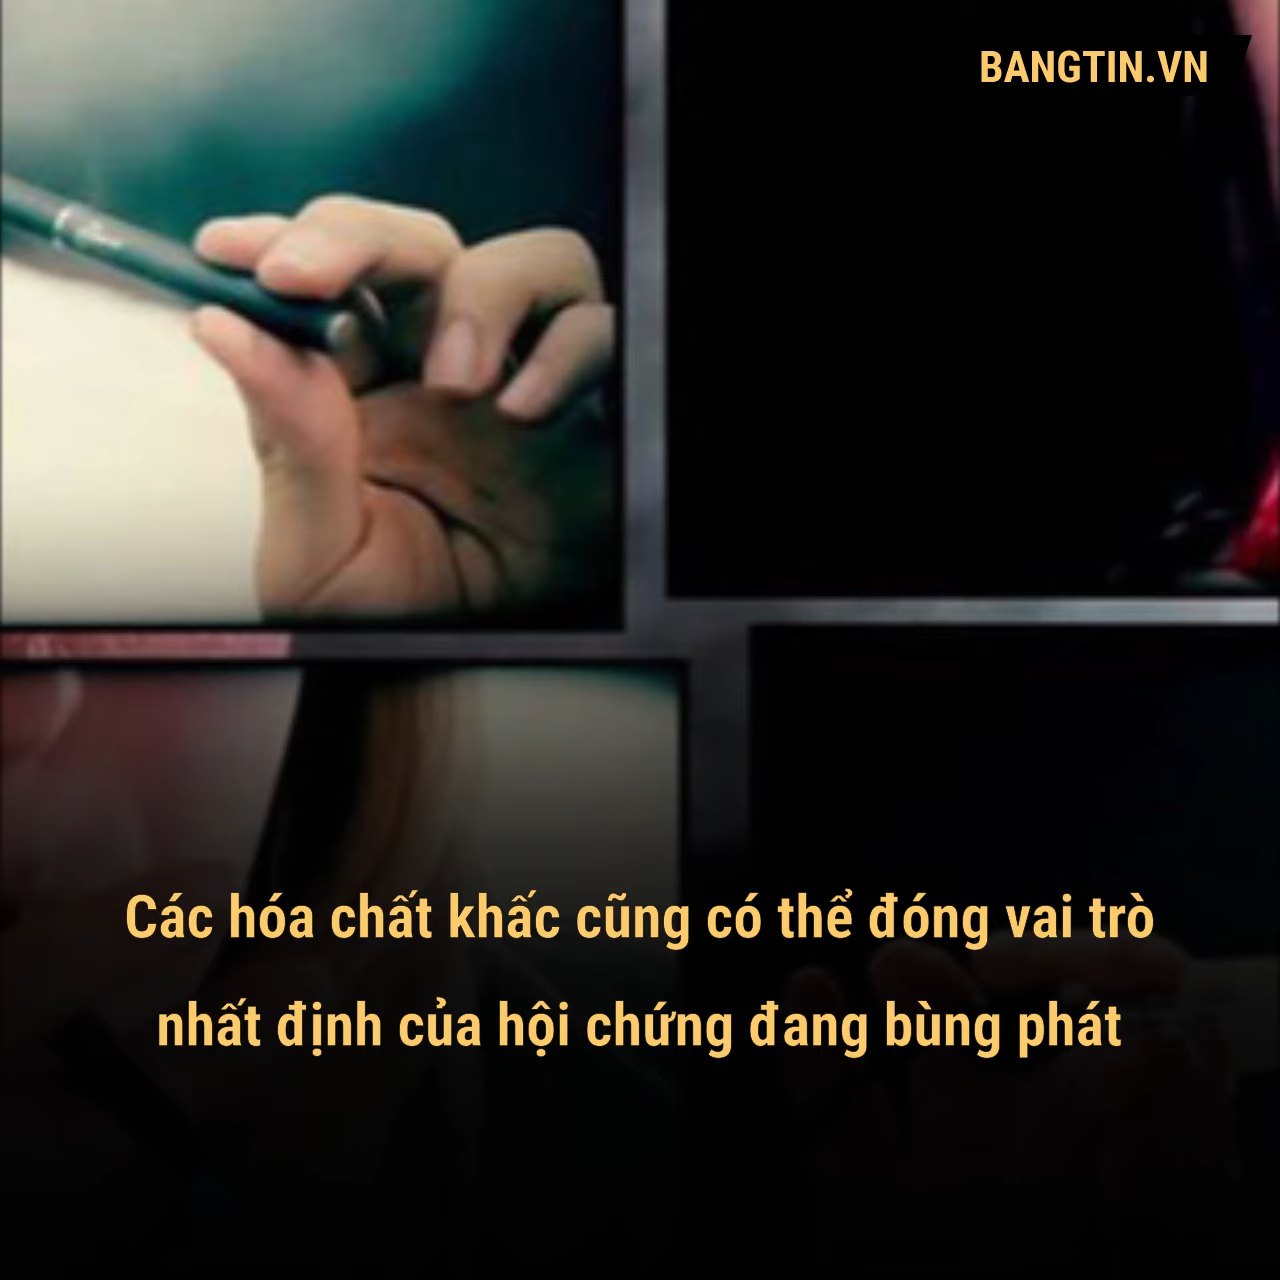 BANGTIN.VN
Các hóa chất khấc cũng có thể đóng vai trò
nhất định của hội chứng đang bùng phát